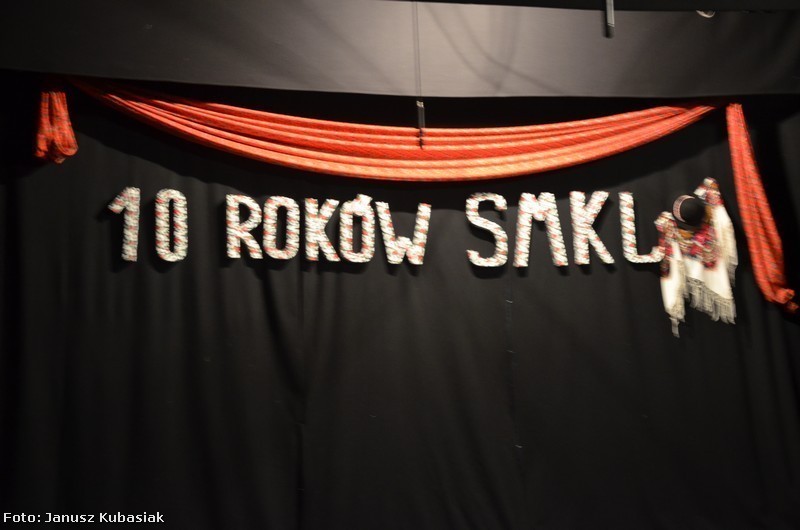 10 ROKÓW SMKL
Foto: Janusz Kubasiak